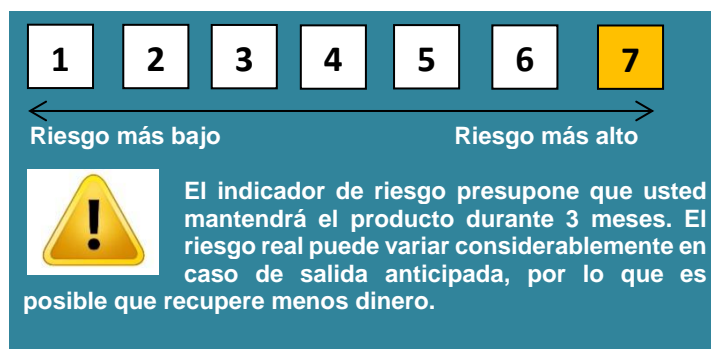 1 2 3 4 5 6 7
Riesgo más bajo Riesgo más alto
El indicador de riesgo presupone que usted
mantendrá el producto durante 3 meses. El
riesgo real puede variar considerablemente en
caso de salida anticipada, por lo que es
posible que recupere menos dinero.